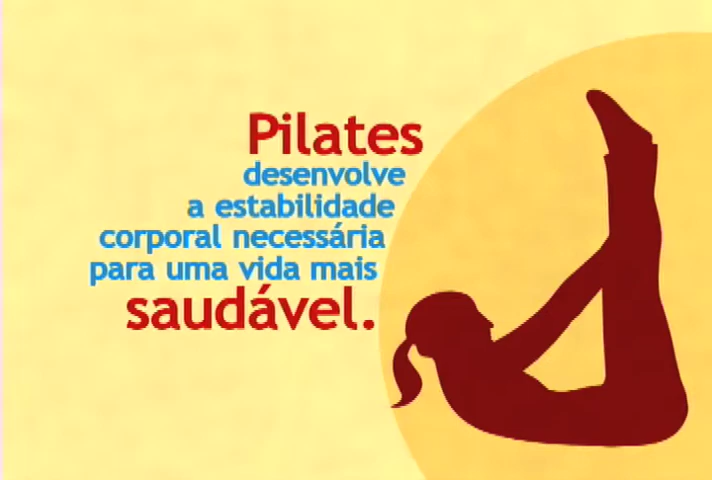 Pilates
desenvolve
a estabilidade
corporal necessária
para uma vida mais
saudável.